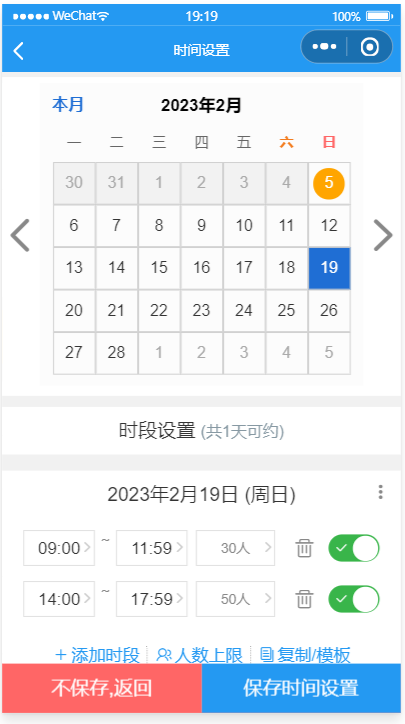 WeChat 19:19 100%
时间设置
本月 2023年2月
一 二 三 四 五 六 日
30 31 1 2 3 4 5
6 7 8 9 10 11 12
13 14 15 16 17 18 19
20 21 22 23 24 25 26
27 28 1 2 3 4 5
时段设置 (共1天可约)
2023年2月19日 (周日)
09:00 ~ 11:59 30人
14:00 ~ 17:59 50人
+ 添加时段 人数上限 复制/模板
不保存,返回 保存时间设置